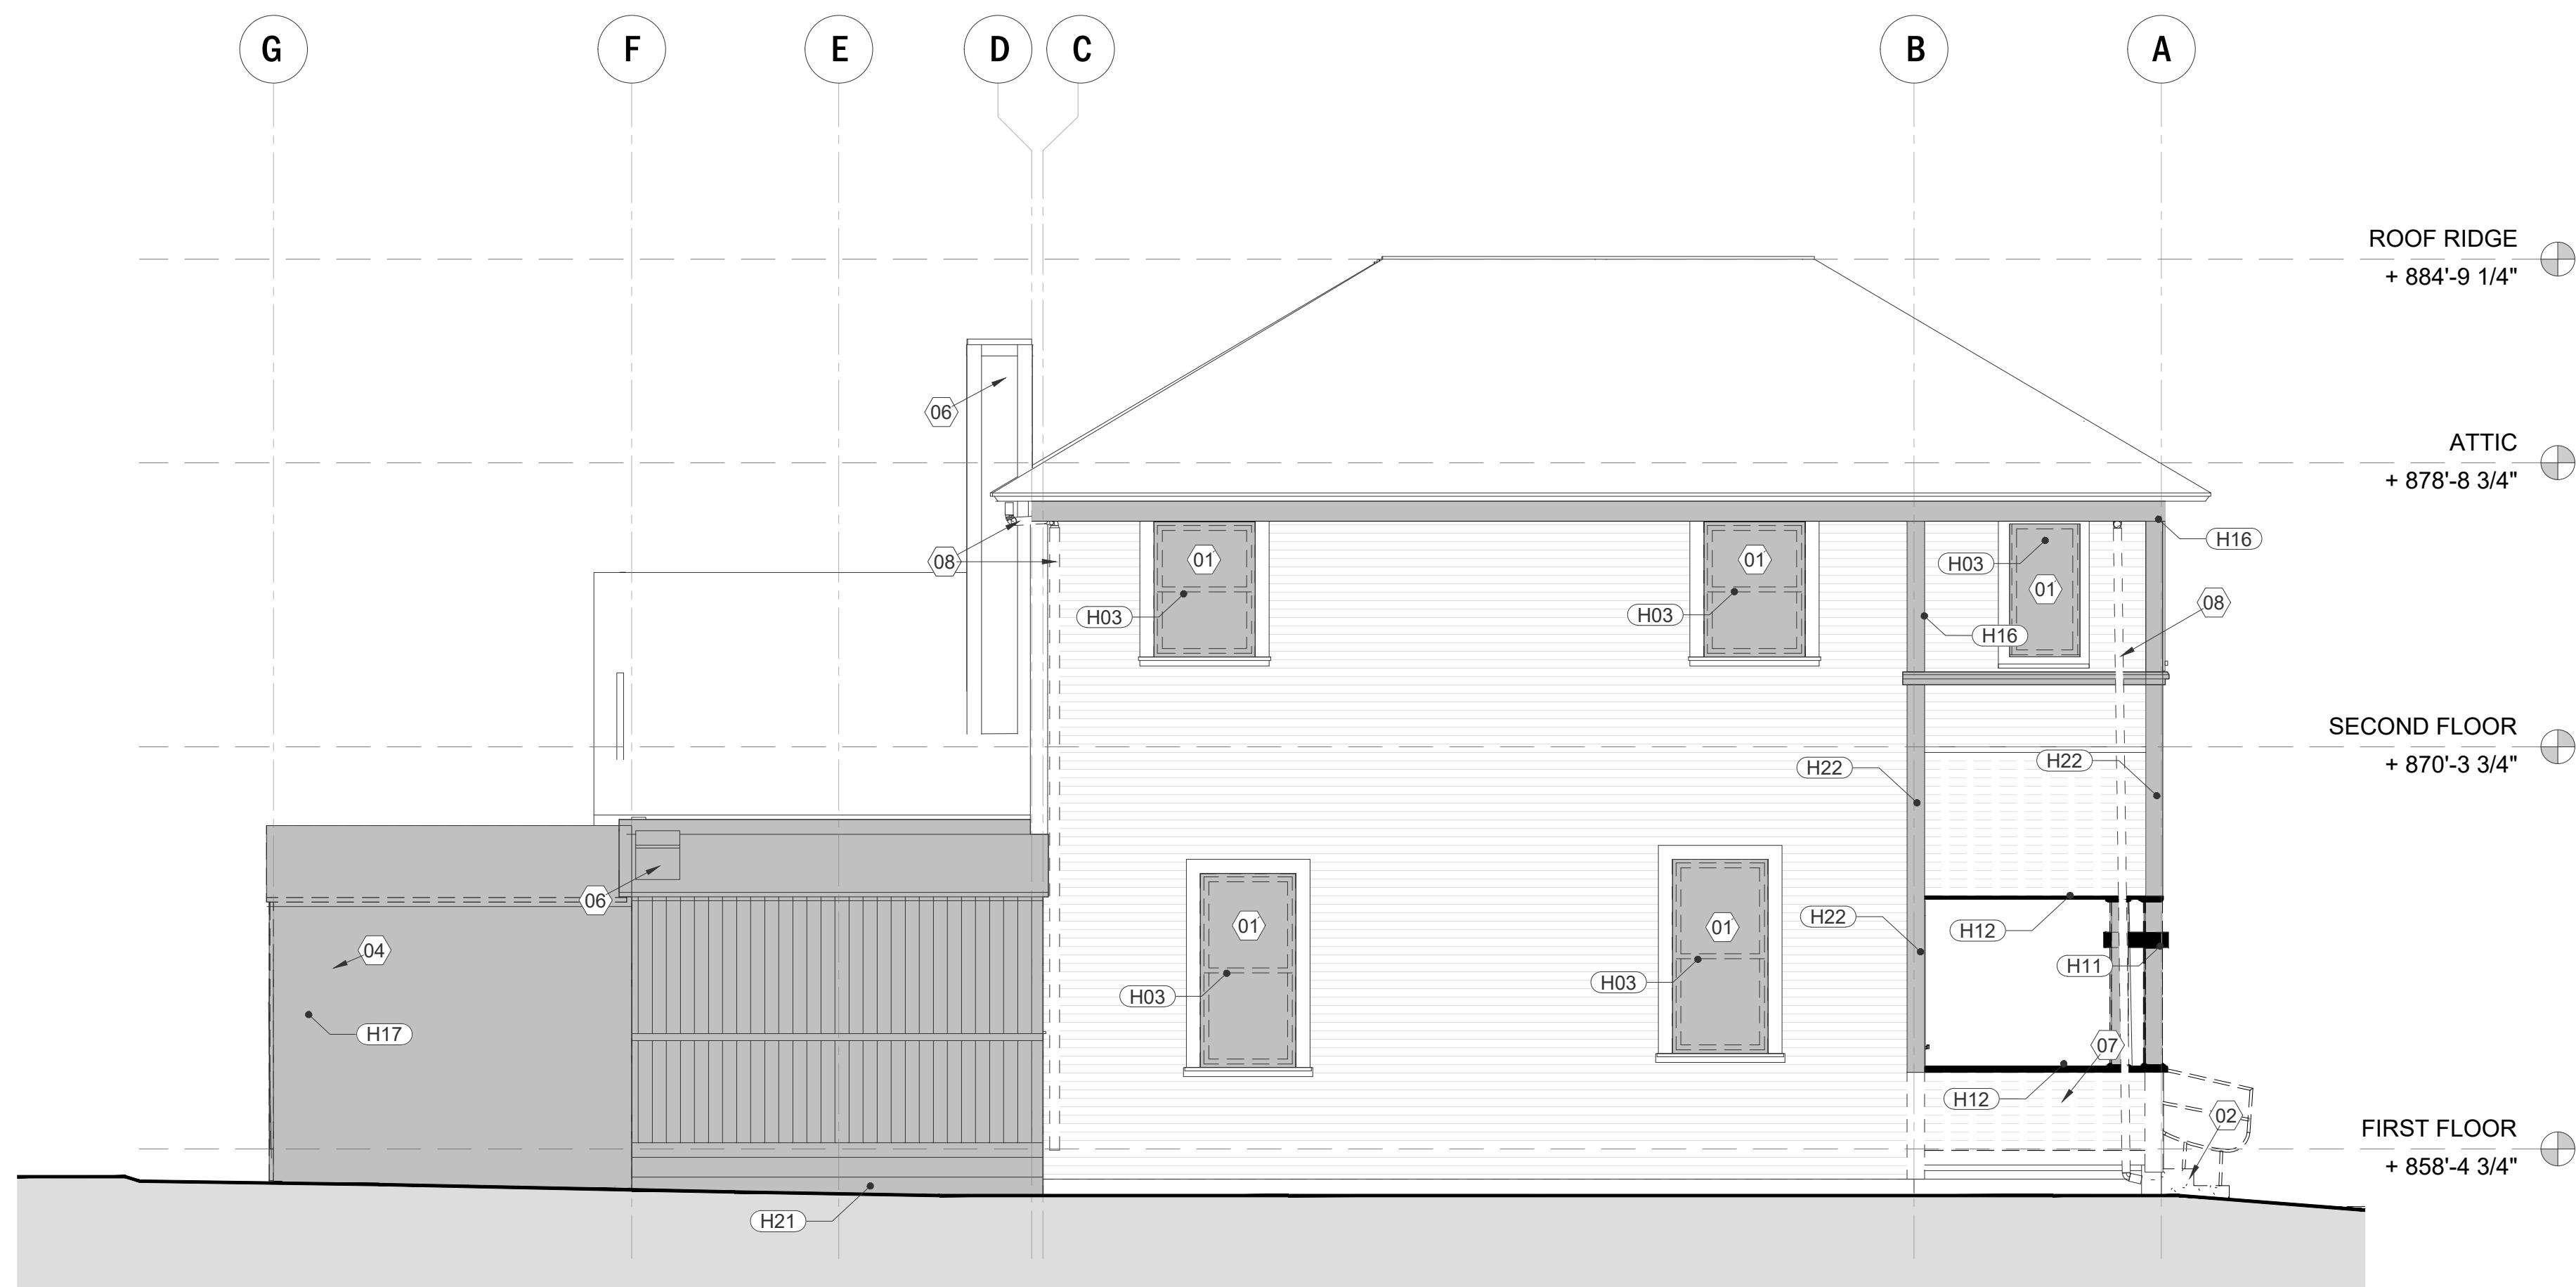 G F E D C B A
ROOF RIDGE
+ 884'-9 1/4"
06
ATTIC
+ 878'-8 3/4"
H16
08
01
01
H03
01
08
H03
H03
H16
SECOND FLOOR
+ 870'-3 3/4"
H22
H22
06
01
01
H22
H12
04
H11
H03
H03
H17
07
H12
02
FIRST FLOOR
+ 858'-4 3/4"
H21